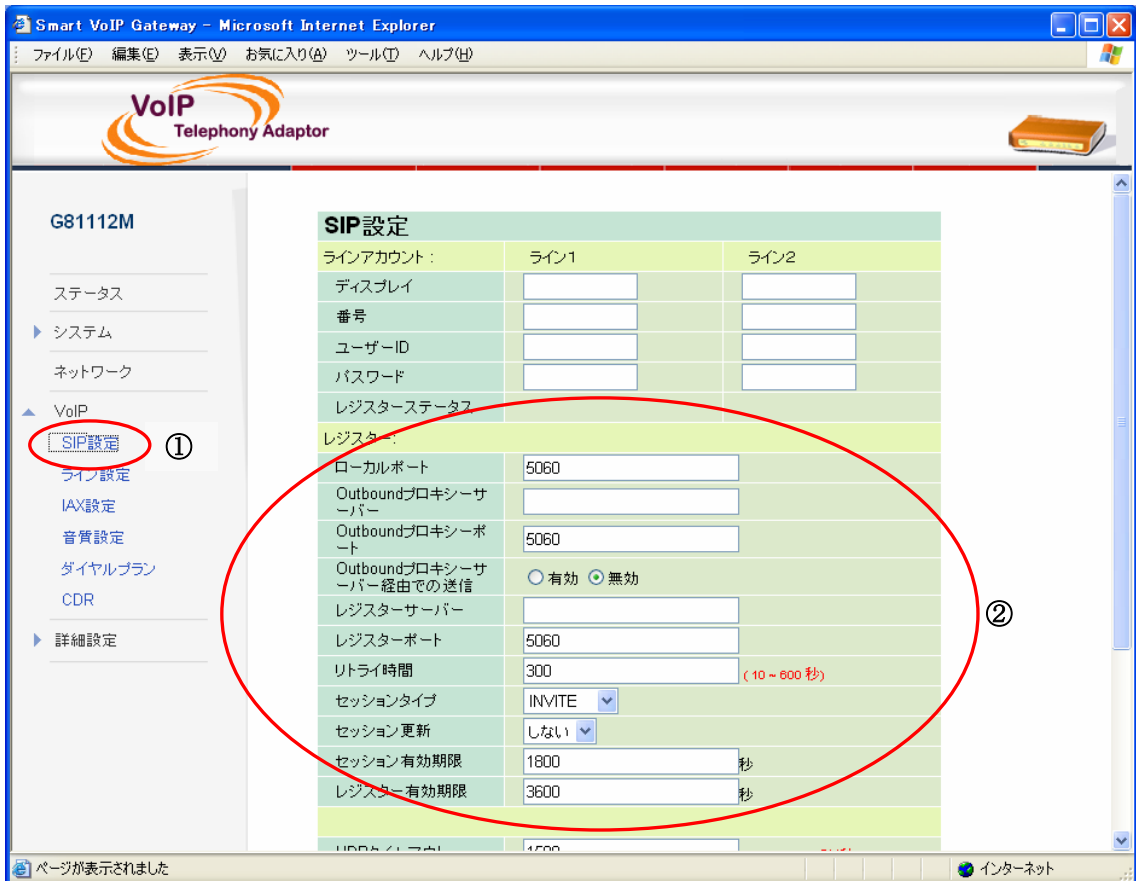 Smart VoIP Gateway - Microsoft Internet Explorer
ファイル(F) 編集(E) 表示(V) お気に入り(A) ツール(T) ヘルプ(H)
VoIP
Telephony Adaptor
G81112M
ステータス
システム
ネットワーク
VoIP
SIP設定
①
ライン設定
IAX設定
音質設定
ダイヤルプラン
CDR
詳細設定
SIP設定
ラインアカウント: ライン1 ライン2
ディスプレイ
番号
ユーザーID
パスワード
レジスターステータス
レジスター:
ローカルポート 5060
Outboundプロキシーサ
ーバー
Outboundプロキシーポ
ート 5060
Outboundプロキシーサ
ーバー経由での送信 有効 無効
レジスターサーバー
②
レジスターポート 5060
リトライ時間 300 (10~600 秒)
セッションタイプ INVITE
セッション更新 しない
セッション有効期限 1800 秒
レジスター有効期限 3600 秒
ページが表示されました
インターネット